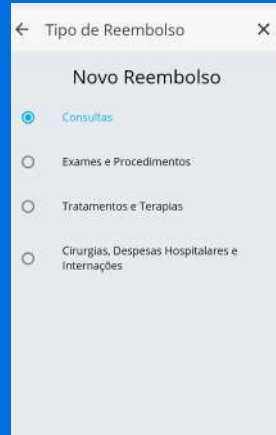 Tipo de Reembolso
Novo Reembolso
Consultas
Exames e Procedimentos
Tratamentos e Terapias
Cirurgias, Despesas Hospitalares e
Internações